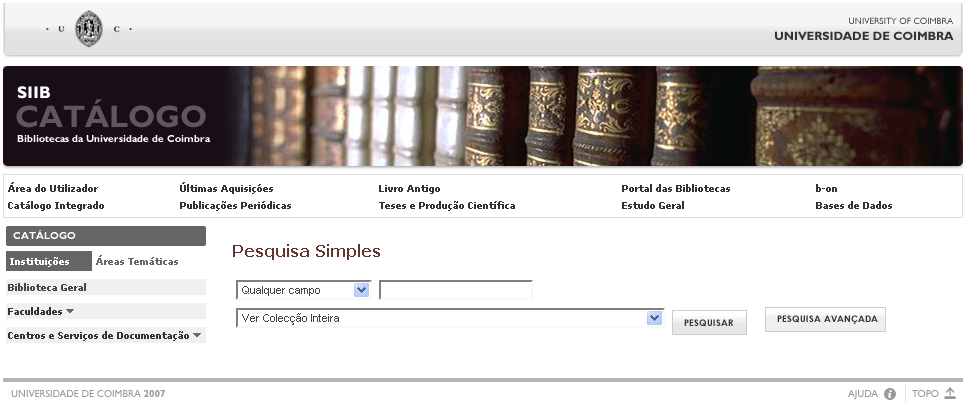 · U C ·
UNIVERSITY OF COIMBRA
UNIVERSIDADE DE COIMBRA
SIIB
CATÁLOGO
Bibliotecas da Universidade de Coimbra
Área do Utilizador Últimas Aquisições Livro Antigo Portal das Bibliotecas b-on
Catálogo Integrado Publicações Periódicas Teses e Produção Científica Estudo Geral Bases de Dados
CATÁLOGO
Instituições Áreas Temáticas
Biblioteca Geral
Faculdades
Centros e Serviços de Documentação
Pesquisa Simples
Qualquer campo
Ver Colecção Inteira PESQUISAR PESQUISA AVANÇADA
UNIVERSIDADE DE COIMBRA 2007 AJUDA TOPO